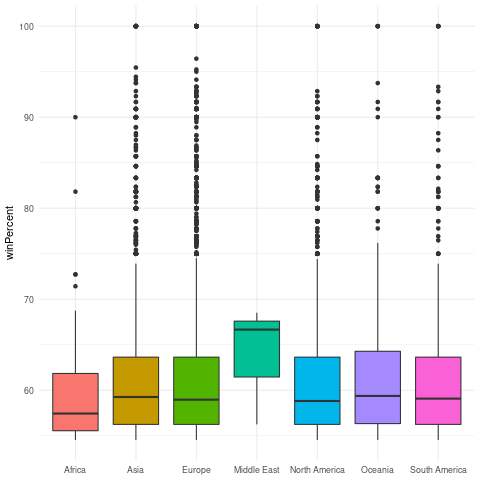 100
90
80
70
60
winPercent
Africa
Asia
Europe
Middle East
North America
Oceania
South America